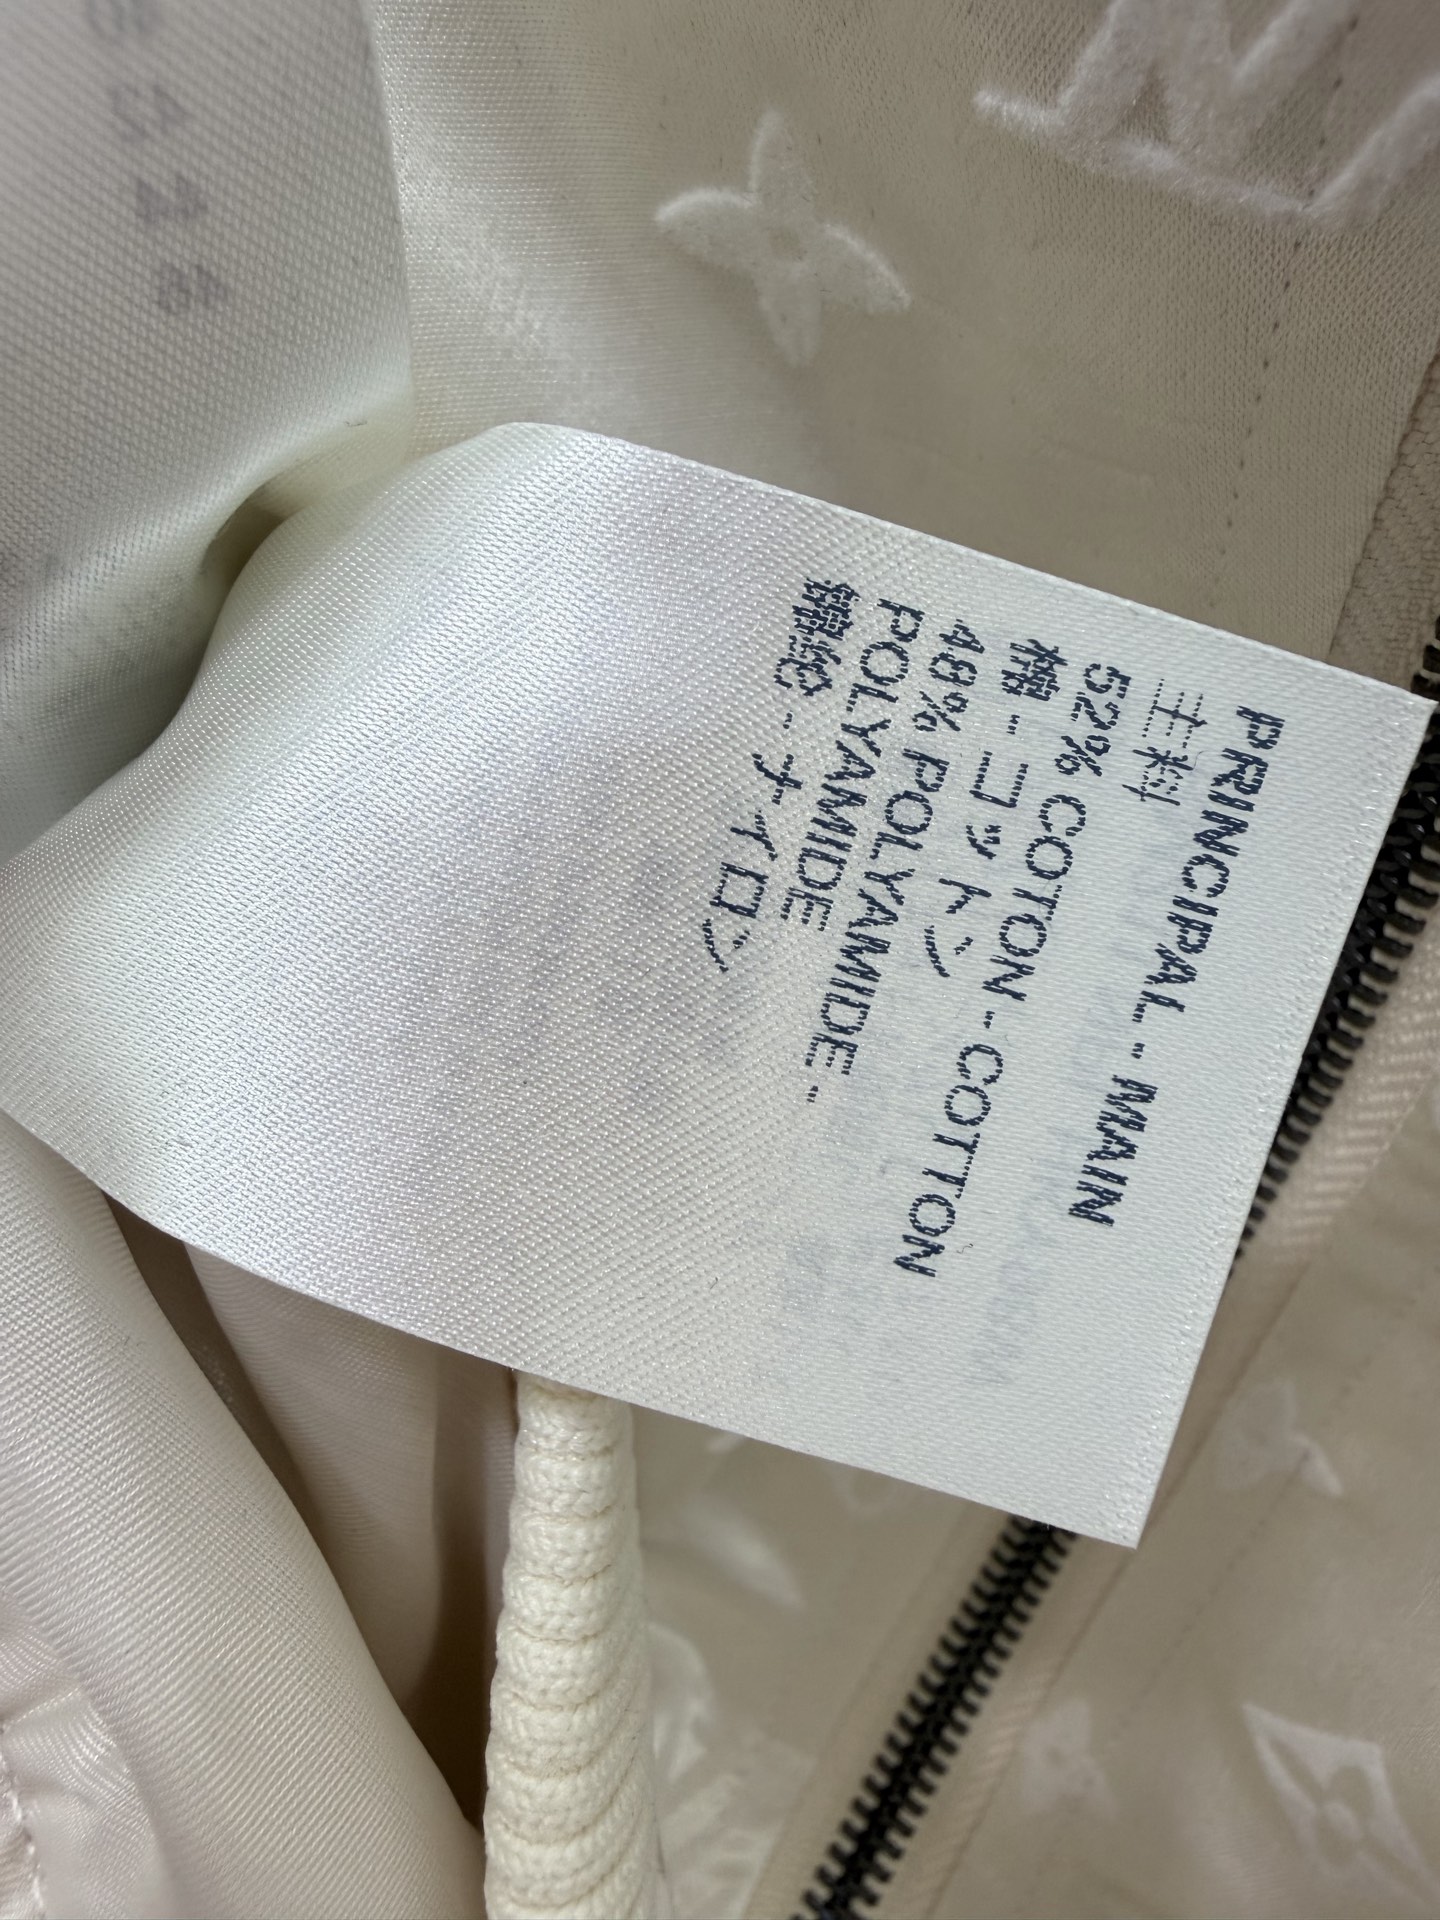 PRINCIPAL - MAIN
主料
52% COTON - COTTON
棉 - コットン
48% POLYAMIDE -
POLYAMIDE
锦纶 - ナイロン